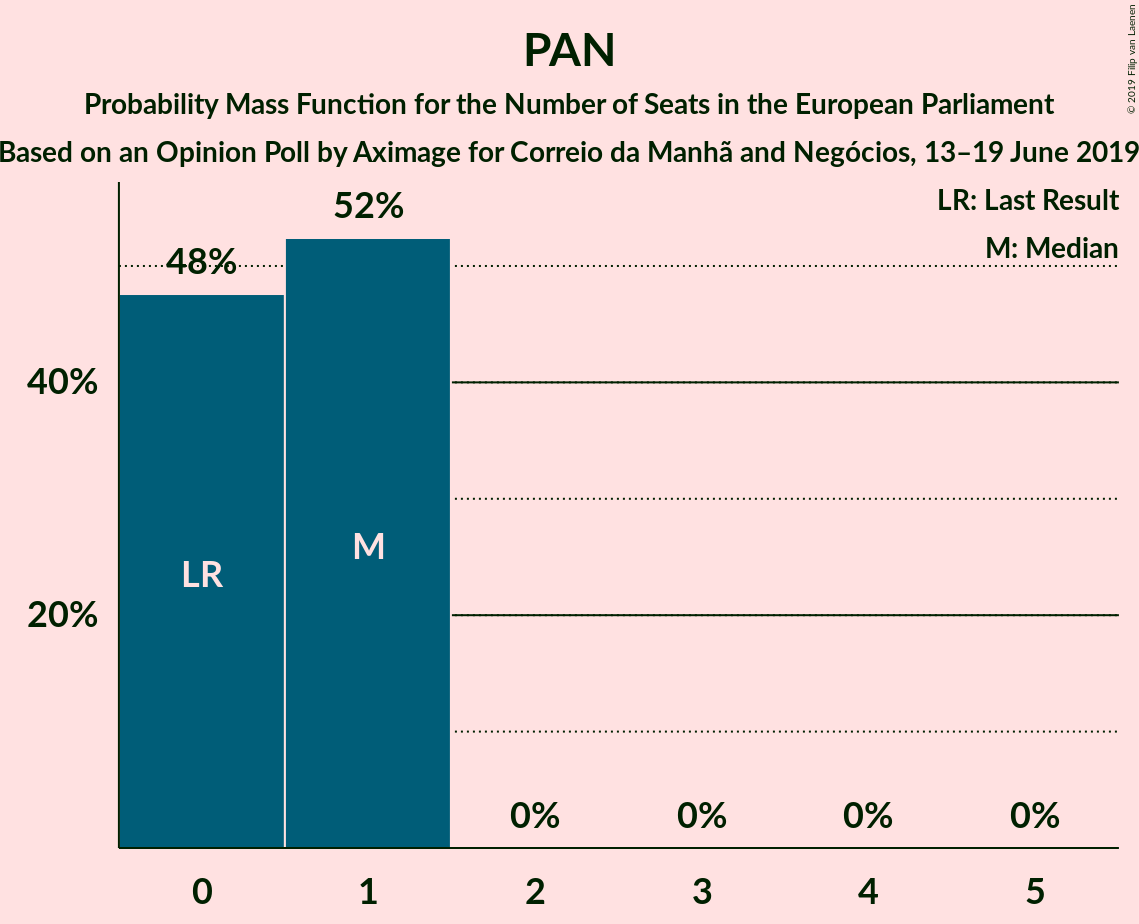 PAN
Probability Mass Function for the Number of Seats in the European Parliament
Based on an Opinion Poll by Aximage for Correio da Manhã and Negócios, 13–19 June 2019
© 2019 Filip van Laenen
LR: Last Result
M: Median
52%
48%
40%
20%
LR
M
0% 0% 0% 0%
0 1 2 3 4 5